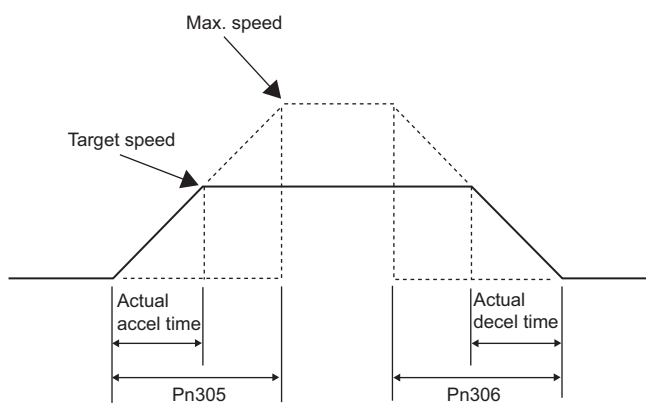 Max. speed
Target speed
Actual
accel time
Actual
decel time
Pn305
Pn306